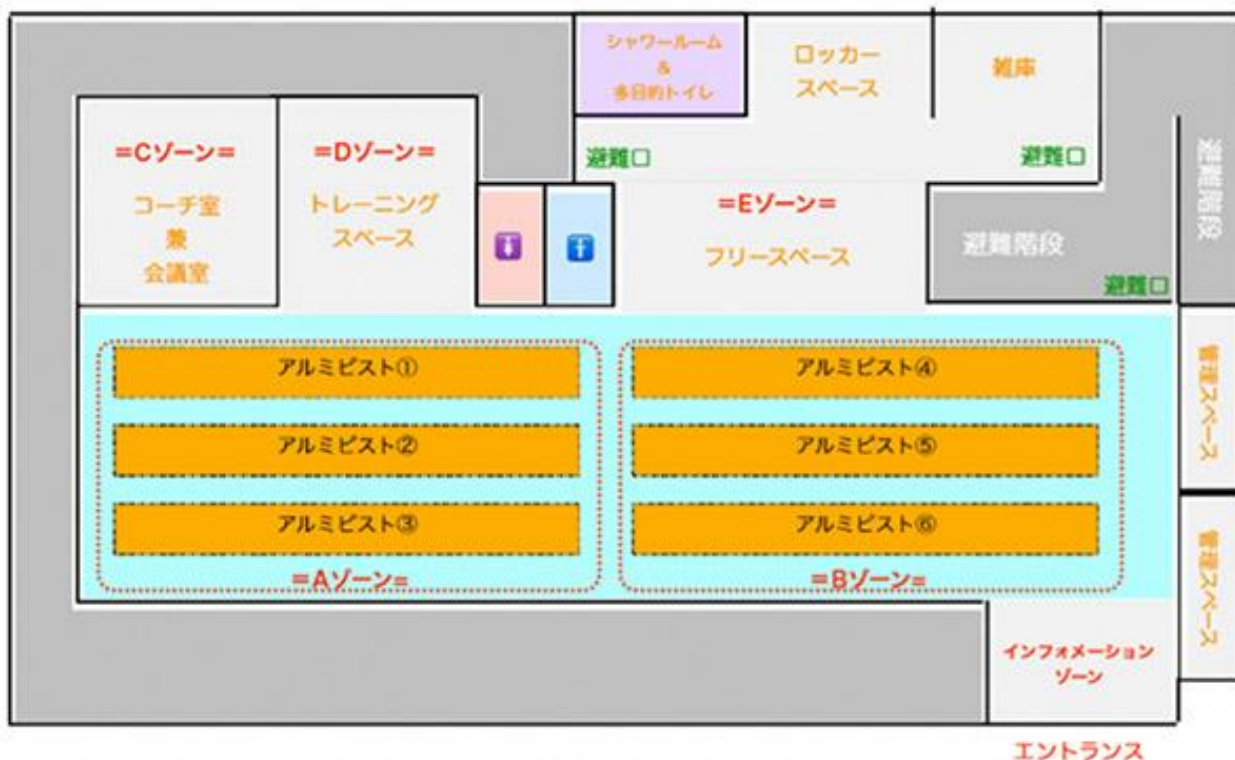 シャワールーム
&
多目的トイレ
ロッカー
スペース
雑庫
避難口
避難口
=Cゾーン=
コーチ室
兼
会議室
=Dゾーン=
トレーニング
スペース
=Eゾーン=
フリースペース
避難階段
避難口
避難階段
アルミピスト①
アルミピスト④
アルミピスト②
アルミピスト⑤
アルミピスト③
アルミピスト⑥
=Aゾーン=
=Bゾーン=
管理スペース
管理スペース
インフォメーション
ゾーン
エントランス